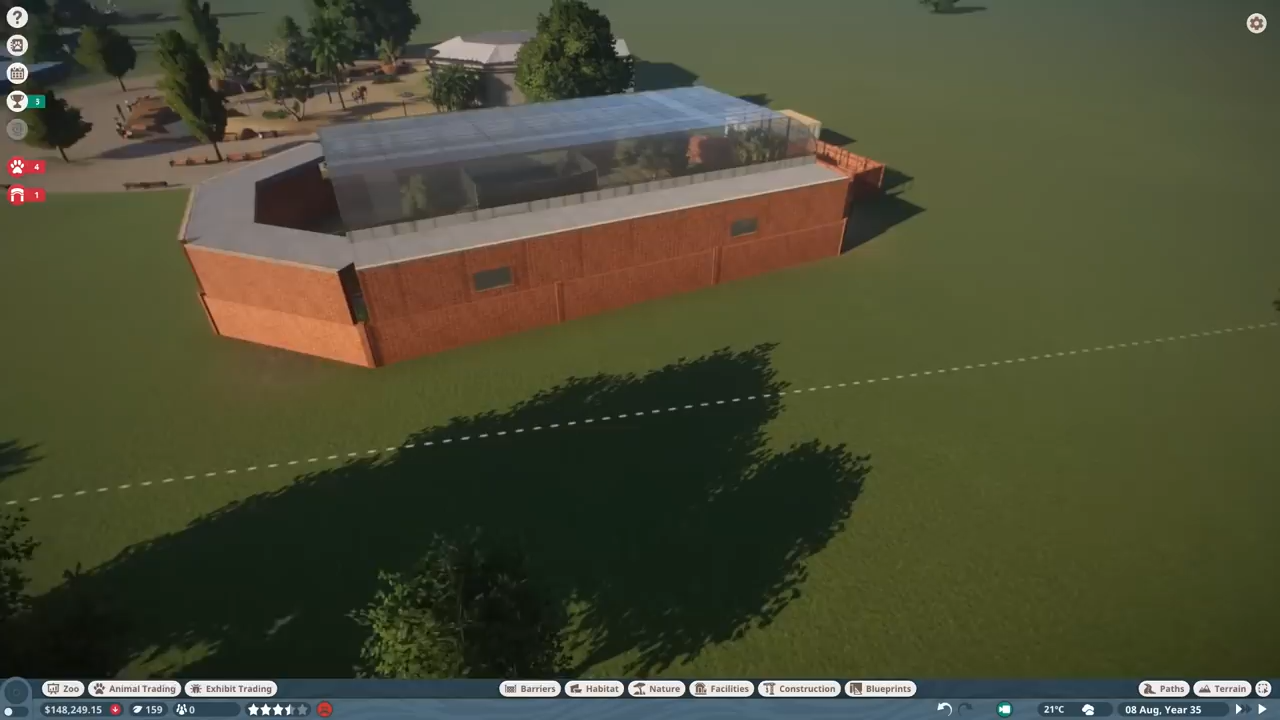 ?
3
4
1
Zoo
Animal Trading
Exhibit Trading
Barriers
Habitat
Nature
Facilities
Construction
Blueprints
Paths
Terrain
$148,249.15
159
0
21°C
08 Aug, Year 35